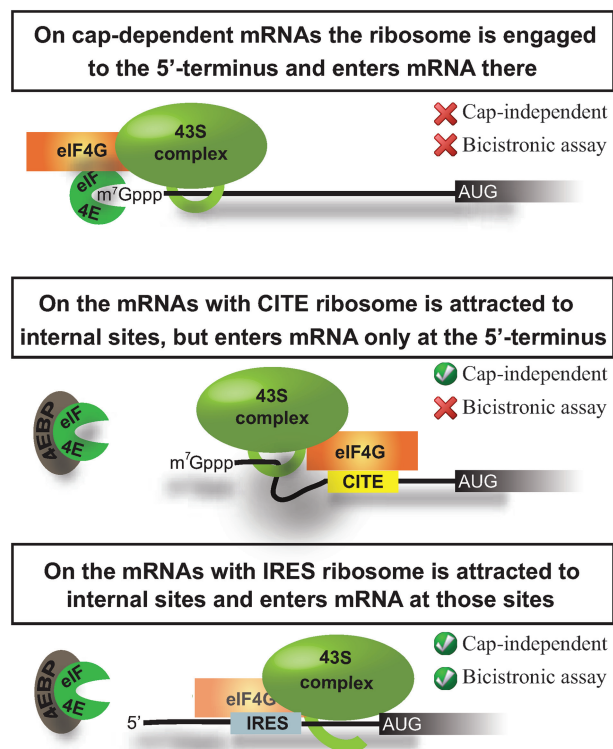 On cap-dependent mRNAs the ribosome is engaged
to the 5’-terminus and enters mRNA there
43S
complex
eIF4G
eIF
4E
m⁷Gppp
AUG
Cap-independent
Bicistronic assay
On the mRNAs with CITE ribosome is attracted to
internal sites, but enters mRNA only at the 5’-terminus
Cap-independent
Bicistronic assay
43S
complex
4EBP
eIF
4E
eIF4G
m⁷Gppp
CITE
AUG
On the mRNAs with IRES ribosome is attracted to
internal sites and enters mRNA at those sites
Cap-independent
Bicistronic assay
43S
complex
4EBP
eIF
4E
eIF4G
5’
IRES
AUG